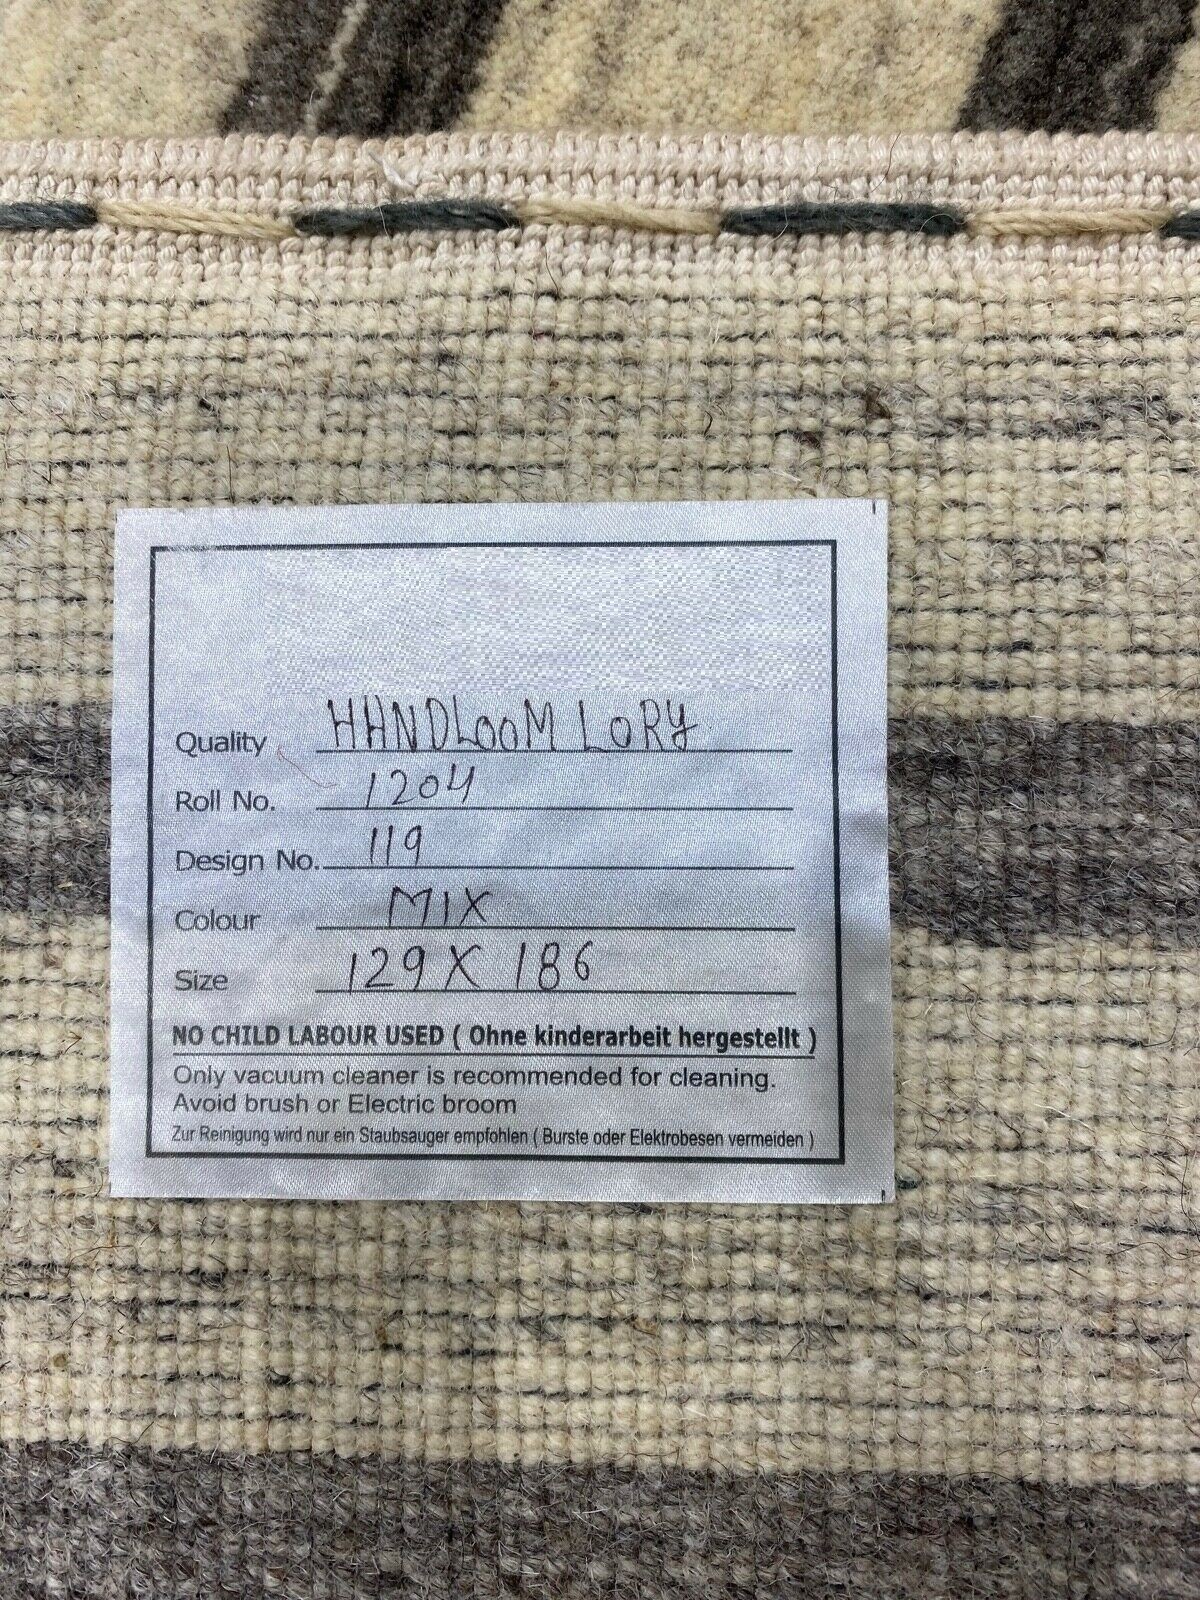 Quality HANDLOOM LORY
Roll No. 1204
Design No. 119
Colour MIX
Size 129 X 186
NO CHILD LABOUR USED ( Ohne kinderarbeit hergestellt )
Only vacuum cleaner is recommended for cleaning.
Avoid brush or Electric broom
Zur Reinigung wird nur ein Staubsauger empfohlen ( Burste oder Elektrobesen vermeiden )